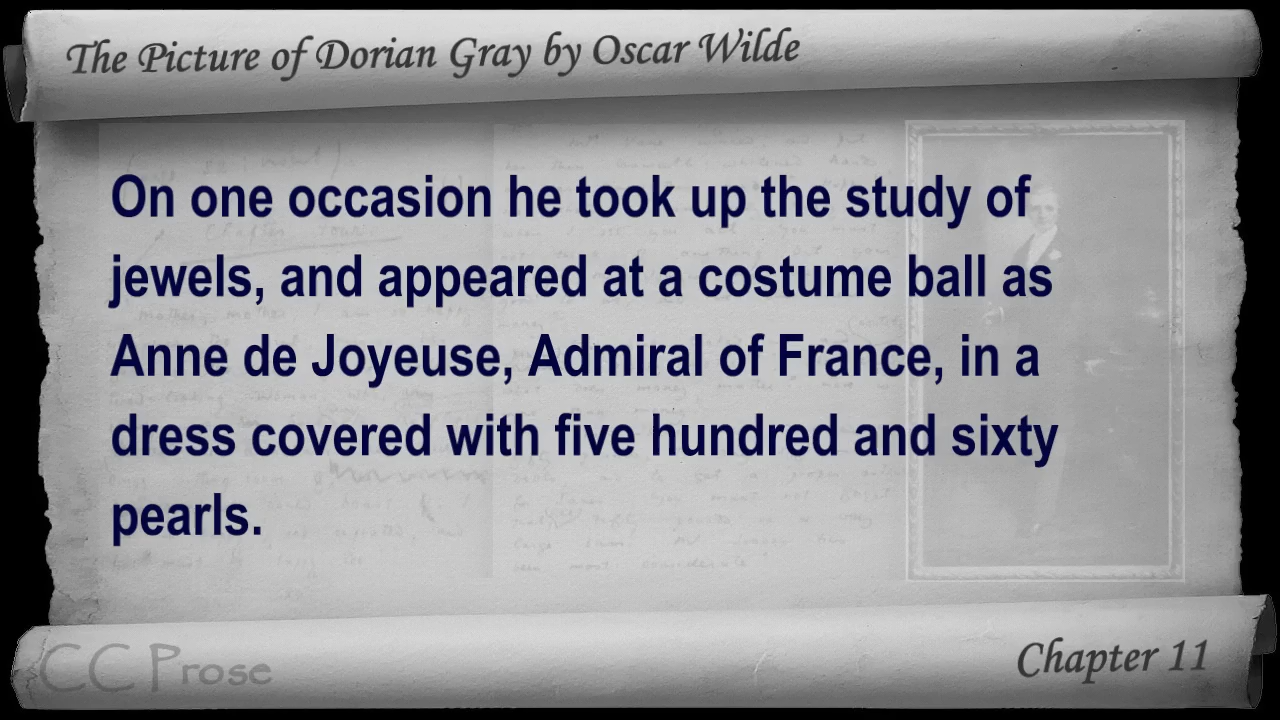 The Picture of Dorian Gray by Oscar Wilde
On one occasion he took up the study of
jewels, and appeared at a costume ball as
Anne de Joyeuse, Admiral of France, in a
dress covered with five hundred and sixty
pearls.
CC Prose
Chapter 11